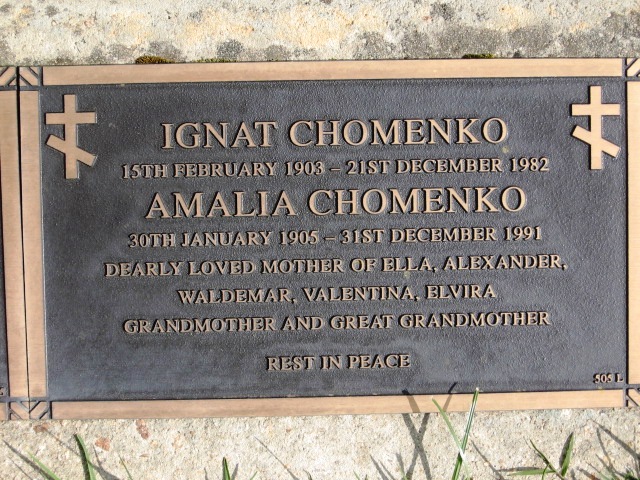 IGNAT CHOMENKO
15TH FEBRUARY 1903 – 21ST DECEMBER 1982
AMALIA CHOMENKO
30TH JANUARY 1905 – 31ST DECEMBER 1991
DEARLY LOVED MOTHER OF ELLA, ALEXANDER,
WALDEMAR, VALENTINA, ELVIRA
GRANDMOTHER AND GREAT GRANDMOTHER
REST IN PEACE
505 L